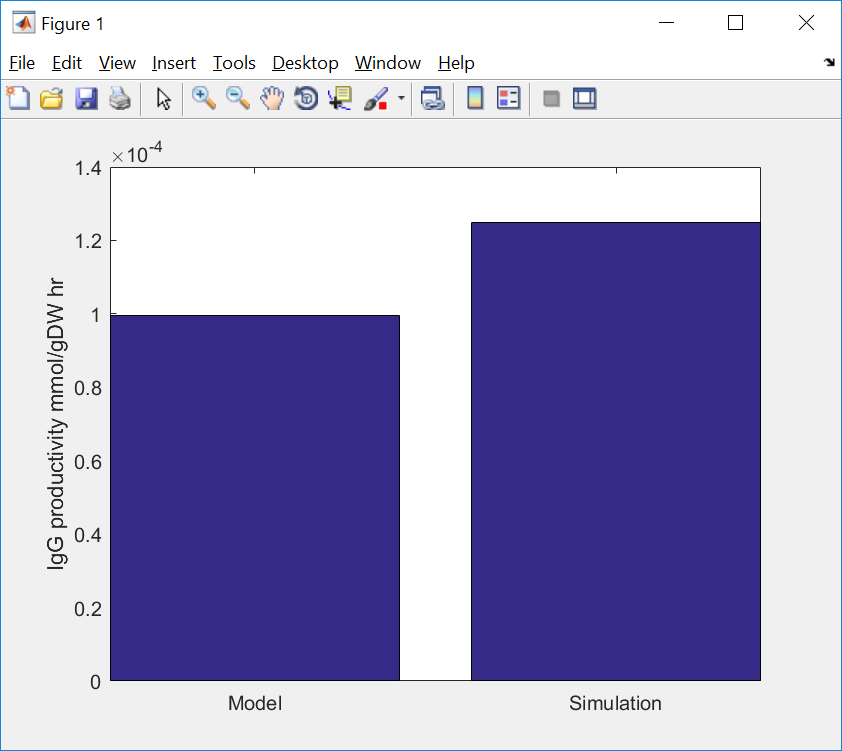 Figure 1
File Edit View Insert Tools Desktop Window Help
×10-4
1.4
1.2
1
0.8
0.6
0.4
0.2
0
IgG productivity mmol/gDW hr
Model Simulation